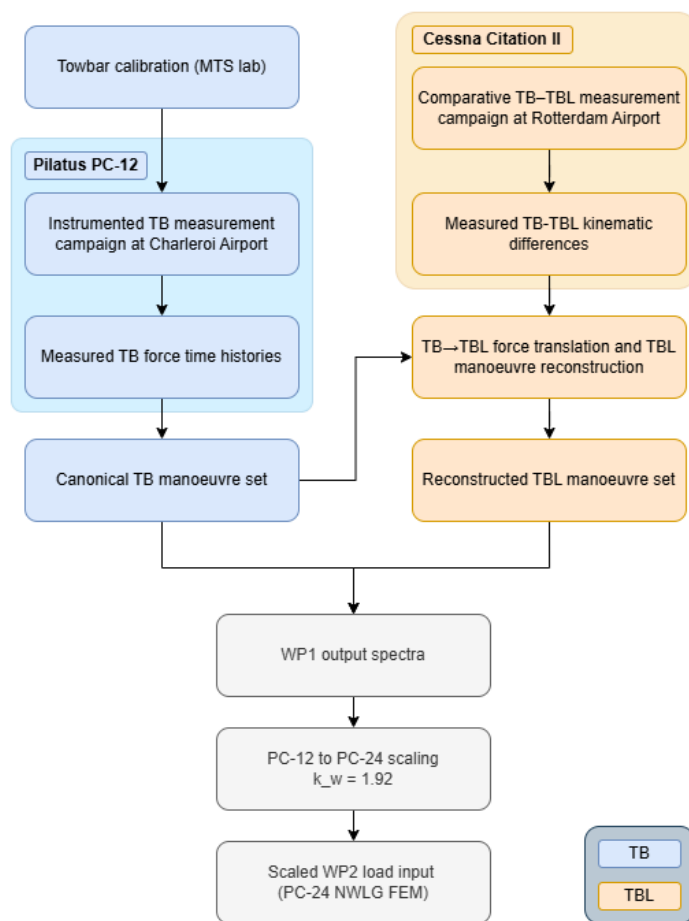 Towbar calibration (MTS lab)
Pilatus PC-12
Instrumented TB measurement
campaign at Charleroi Airport
Measured TB force time histories
Canonical TB manoeuvre set
Cessna Citation II
Comparative TB–TBL measurement
campaign at Rotterdam Airport
Measured TB-TBL kinematic
differences
TB→TBL force translation and TBL
manoeuvre reconstruction
Reconstructed TBL manoeuvre set
WP1 output spectra
PC-12 to PC-24 scaling
k_w = 1.92
Scaled WP2 load input
(PC-24 NWLG FEM)
TB
TBL